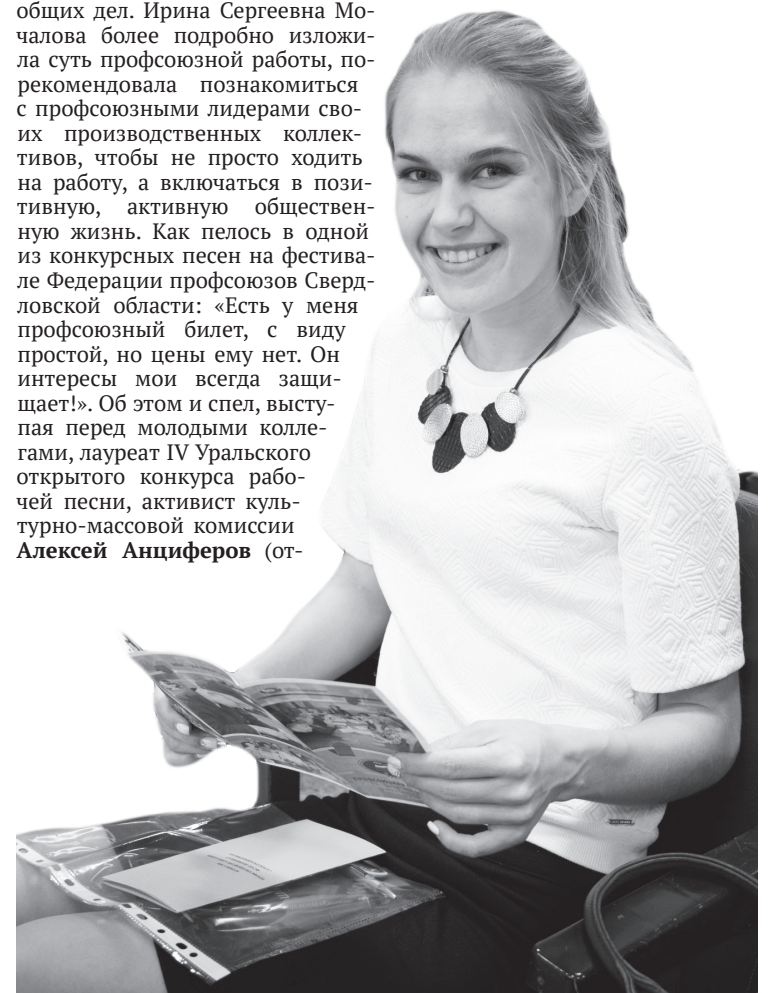 общих дел. Ирина Сергеевна Мо-
чалова более подробно изложи-
ла суть профсоюзной работы, по-
рекомендовала познакомиться
с профсоюзными лидерами сво-
их производственных коллек-
тивов, чтобы не просто ходить
на работу, а включаться в пози-
тивную, активную обществен-
ную жизнь. Как пелось в одной
из конкурсных песен на фестива-
ле Федерации профсоюзов Сверд-
ловской области: «Есть у меня
профсоюзный билет, с виду
простой, но цены ему нет. Он
интересы мои всегда защи-
щает!». Об этом и спел, высту-
пая перед молодыми колле-
гами, лауреат IV Уральского
открытого конкурса рабо-
чей песни, активист куль-
турно-массовой комиссии
Алексей Анциферов (от-